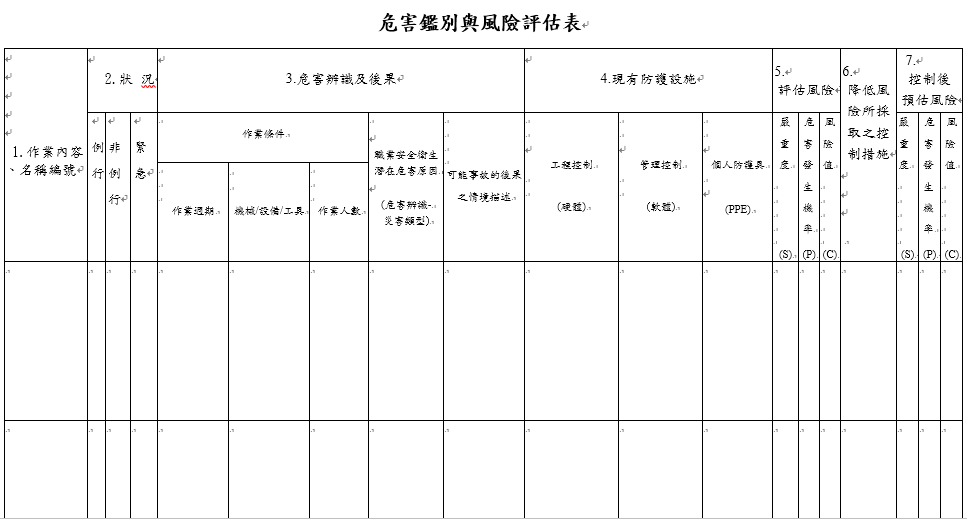 危害鑑別與風險評估表
1.作業內容
、名稱編號
2.狀 況
例行
非例行
緊急
3.危害辨識及後果
作業條件
作業週期
機械/設備/工具
作業人數
職業安全衛生
潛在危害原因
(危害辨識-
災害類型)
可能事故的後果
之情境描述
4.現有防護設施
工程控制
(硬體)
管理控制
(軟體)
個人防護具
(PPE)
5.
評估風險
嚴重度
(S)
危害發生機率
(P)
風險值
(C)
6.
降低風
險所採
取之控
制措施
7.
控制後
預估風險
嚴重度
(S)
危害發生機率
(P)
風險值
(C)